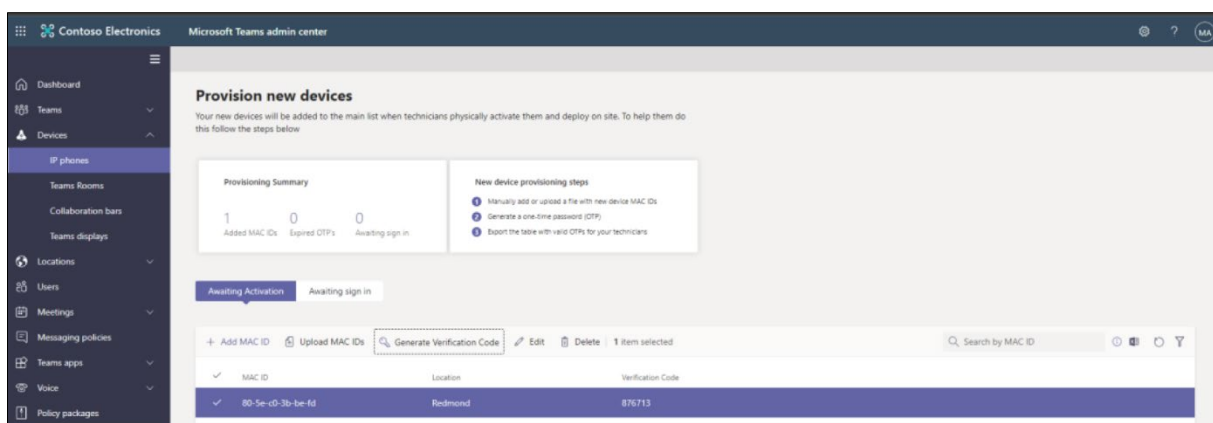 Contoso Electronics
Microsoft Teams admin center
?
MA
Dashboard
Teams
Devices
IP phones
Teams Rooms
Collaboration bars
Teams displays
Locations
Users
Meetings
Messaging policies
Teams apps
Voice
Policy packages
Provision new devices
Your new devices will be added to the main list when technicians physically activate them and deploy on site. To help them do
this follow the steps below
Provisioning Summary
1
0
0
Added MAC IDs
Expired OTPs
Awaiting sign in
New device provisioning steps
1 Manually add or upload a file with new device MAC IDs
2 Generate a one-time password (OTP)
3 Export the table with valid OTPs for your technicians
Awaiting Activation
Awaiting sign in
+ Add MAC ID
Upload MAC IDs
Generate Verification Code
Edit
Delete
1 item selected
Search by MAC ID
MAC ID
Location
Verification Code
80-5e-c0-3b-be-fd
Redmond
876713